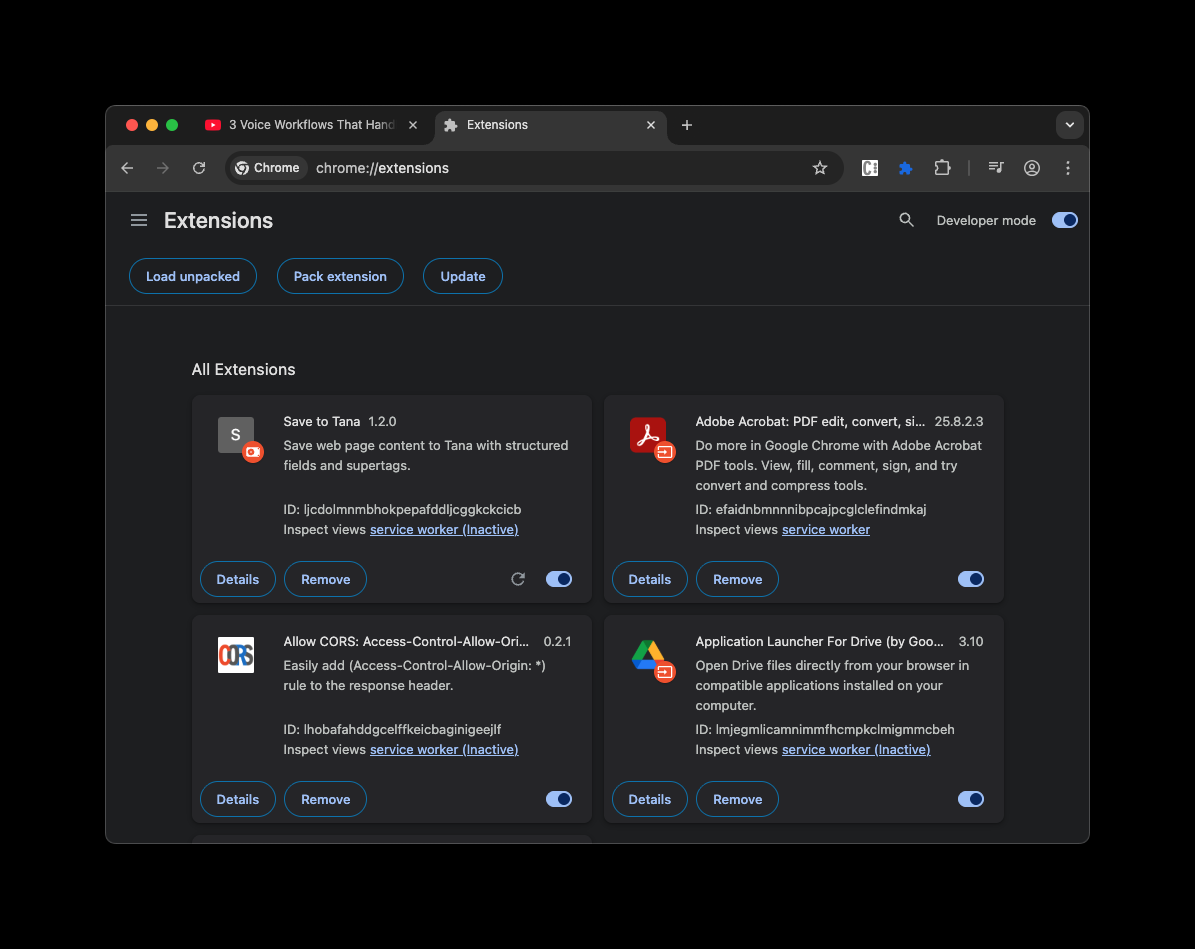 3 Voice Workflows That Hand
Extensions
Chrome
chrome://extensions
Extensions
Developer mode
Load unpacked
Pack extension
Update
All Extensions
S
Save to Tana 1.2.0
Save web page content to Tana with structured
fields and supertags.
ID: ljcdolmnmbhokpepafddljcggkckcicb
Inspect views service worker (Inactive)
Details
Remove
Adobe Acrobat: PDF edit, convert, si... 25.8.2.3
Do more in Google Chrome with Adobe Acrobat
PDF tools. View, fill, comment, sign, and try
convert and compress tools.
ID: efaidnbmnnnibpcajpcglclefindmkaj
Inspect views service worker
Details
Remove
CORS
Allow CORS: Access-Control-Allow-Ori... 0.2.1
Easily add (Access-Control-Allow-Origin: *)
rule to the response header.
ID: lhobafahddgcelffkeicbaginigeejlf
Inspect views service worker (Inactive)
Details
Remove
Application Launcher For Drive (by Goo... 3.10
Open Drive files directly from your browser in
compatible applications installed on your
computer.
ID: lmjegmlicamnimmfhcmpkclmigmmcbeh
Inspect views service worker (Inactive)
Details
Remove